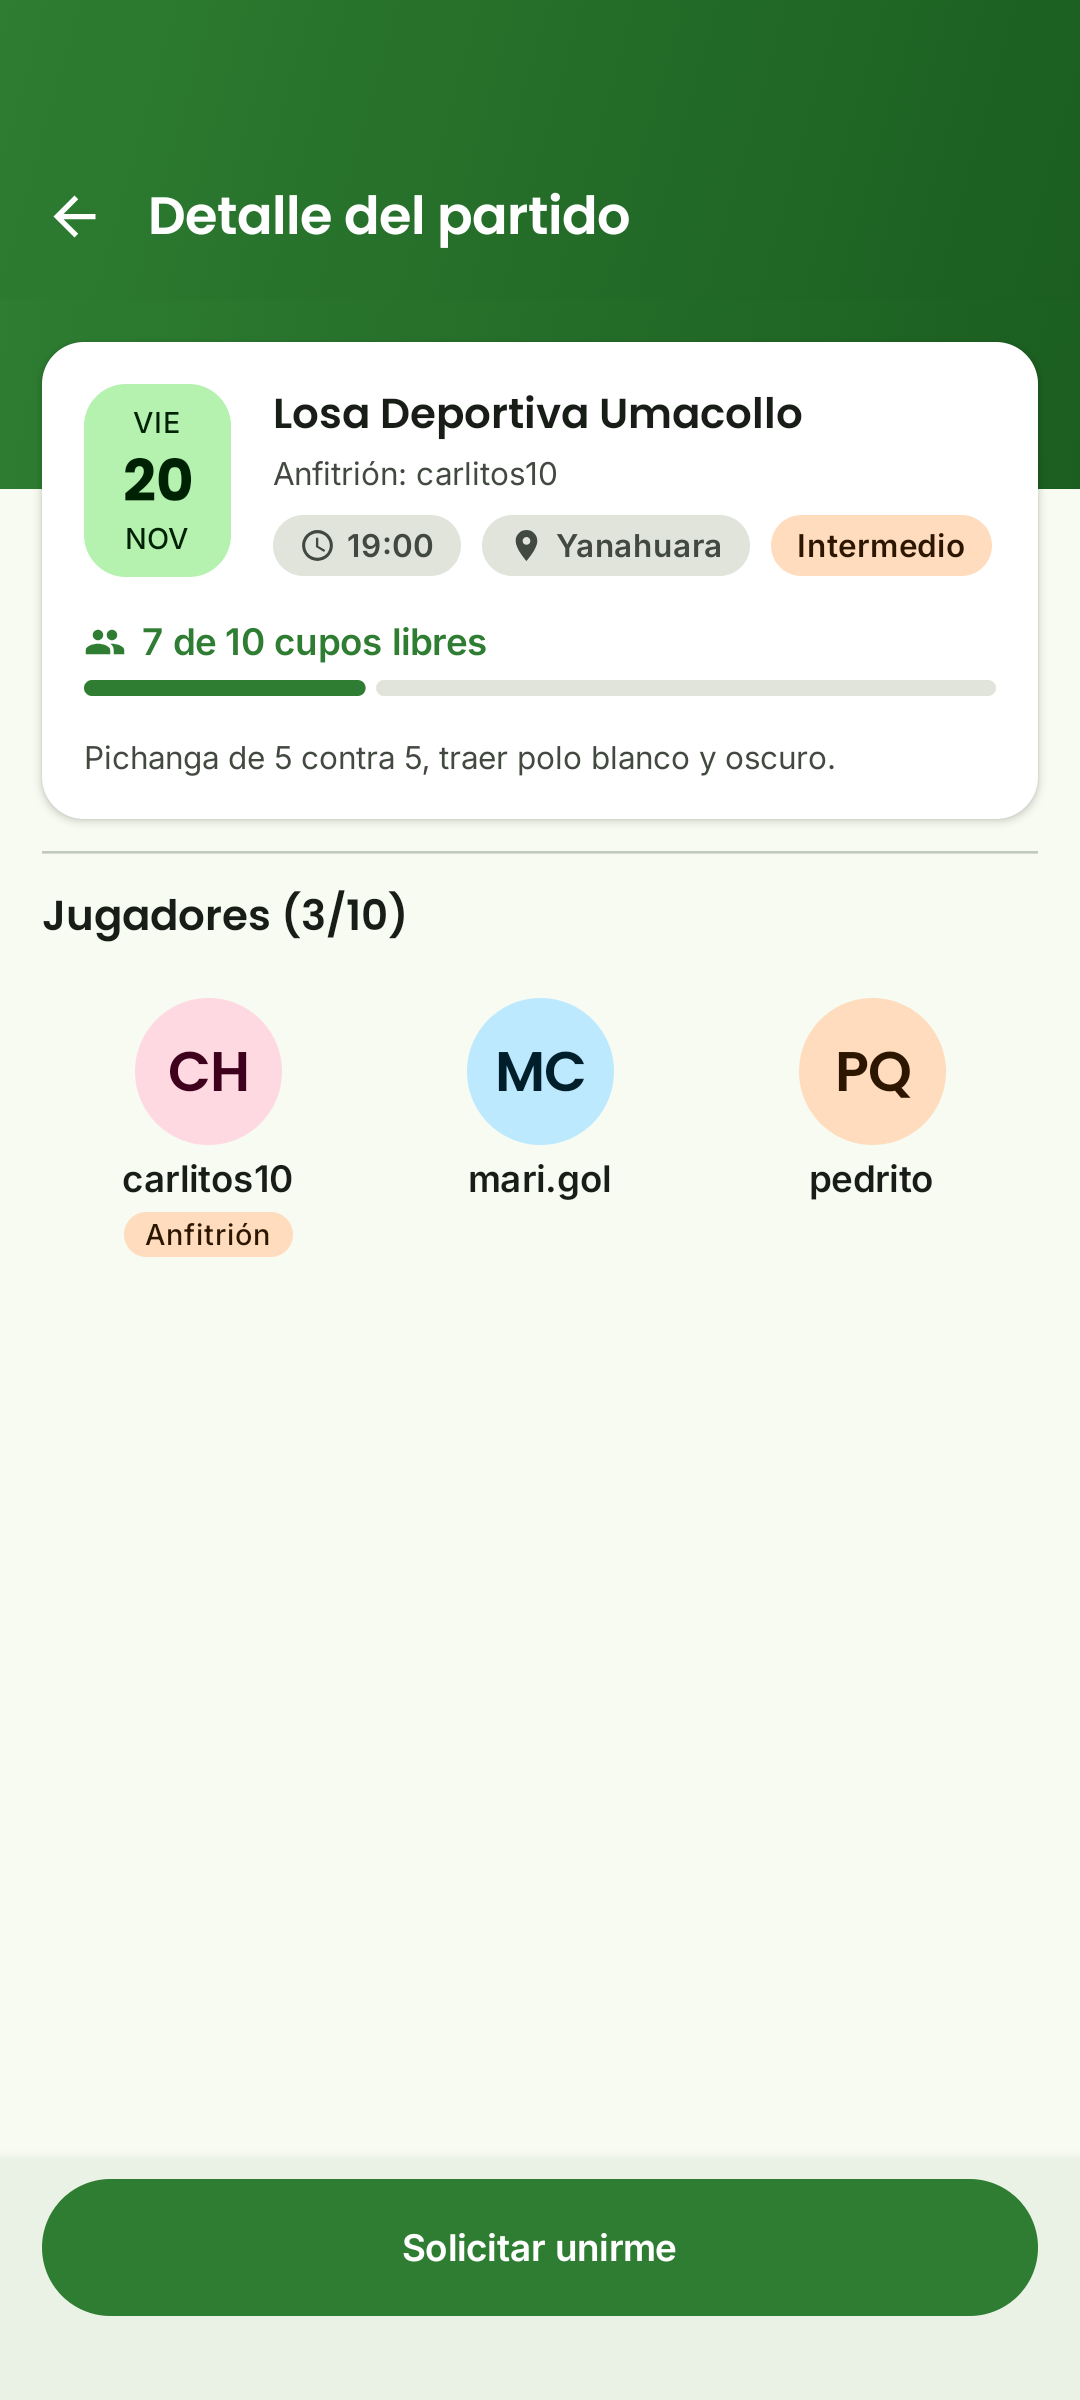 Detalle del partido
VIE
20
NOV
Losa Deportiva Umacollo
Anfitrión: carlitos10
19:00
Yanahuara
Intermedio
7 de 10 cupos libres
Pichanga de 5 contra 5, traer polo blanco y oscuro.
Jugadores (3/10)
CH
MC
PQ
carlitos10
mari.gol
pedrito
Anfitrión
Solicitar unirme